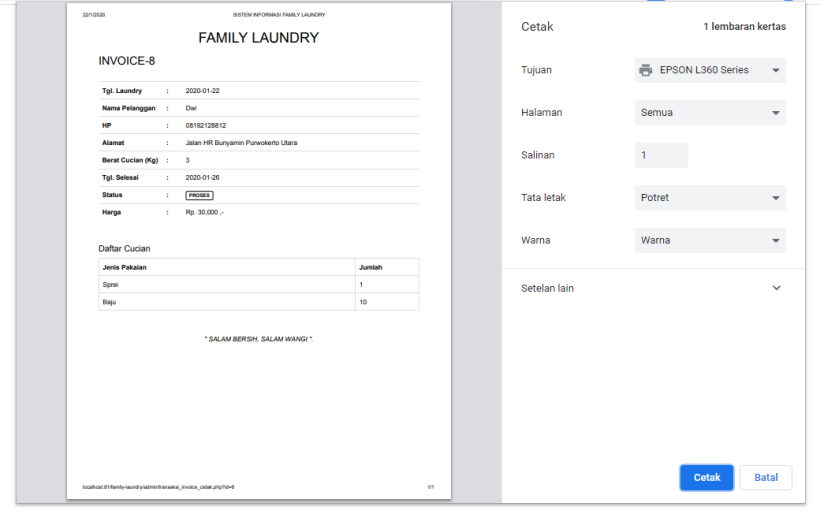 22/1/2020 SISTEM INFORMASI FAMILY LAUNDRY
FAMILY LAUNDRY
INVOICE-8
Tgl. Laundry : 2020-01-22
Nama Pelanggan : Dwi
HP : 08192128812
Alamat : Jalan HR Bunyamin Purwokerto Utara
Berat Cucian (Kg) : 3
Tgl. Selesai : 2020-01-26
Status : PROSES
Harga : Rp. 30,000 ,-
Daftar Cucian
Jenis Pakaian Jumlah
Sprei 1
Baju 10
" SALAM BERSIH, SALAM WANGI ".
localhost:81/family-laundry/admin/transaksi_invoice_cetak.php?id=8 1/1
Cetak 1 lembaran kertas
Tujuan EPSON L360 Series
Halaman Semua
Salinan 1
Tata letak Potret
Warna Warna
Setelan lain
Cetak Batal